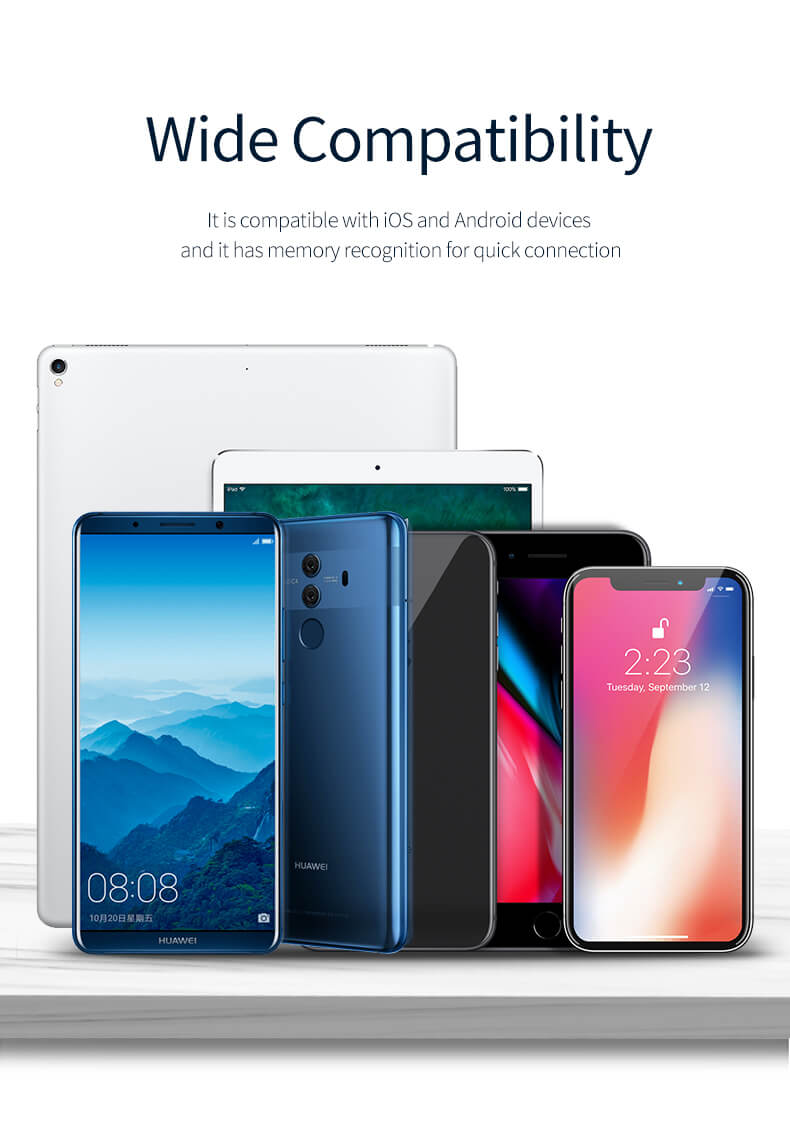 Wide Compatibility
It is compatible with iOS and Android devices
and it has memory recognition for quick connection
iPad
100%
2:23
Tuesday, September 12
HUAWEI
08:08
10月20日星期五
HUAWEI